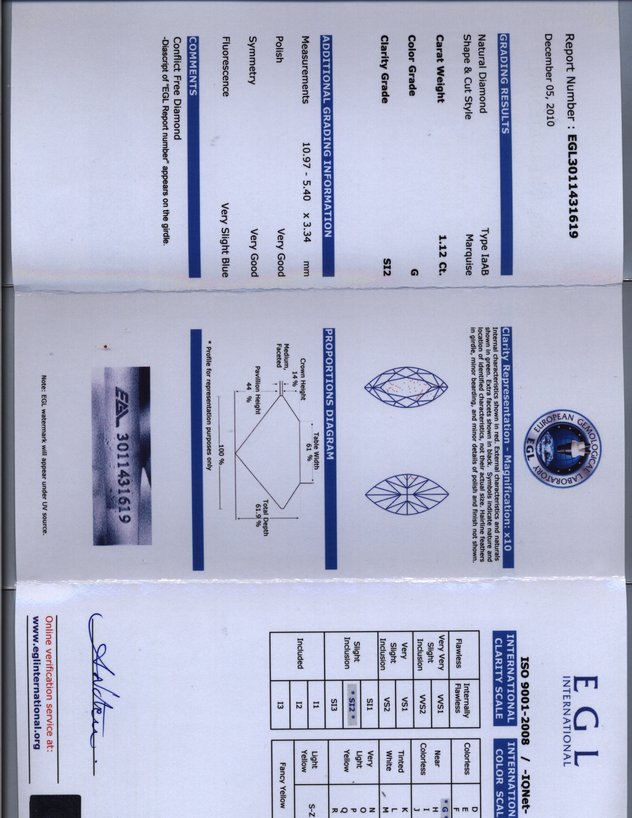 Report Number : EGL3011431619
December 05, 2010
GRADING RESULTS
Natural Diamond Type IaAB
Shape & Cut Style Marquise
Carat Weight 1.12 Ct.
Color Grade G
Clarity Grade SI2
ADDITIONAL GRADING INFORMATION
Measurements 10.97 - 5.40 x 3.34 mm
Polish Very Good
Symmetry Very Good
Fluorescence Very Slight Blue
COMMENTS
Conflict Free Diamond
-Diascript of "EGL Report number" appears on the girdle.
EUROPEAN GEMOLOGICAL LABORATORY
EGL
Clarity Representation - Magnification: x10
Internal characteristics shown in red. External characteristics and naturals
shown in green. Extra facets shown in black. Symbols indicate nature and
location of identified characteristics, not their actual size. Hairline feathers
in girdle, minor bearding, and minor details of polish and finish not shown.
PROPORTIONS DIAGRAM
Crown Height
14 %
Table Width
61 %
Medium,
Faceted
Total Depth
61.9 %
Pavillion Height
44 %
100 %
* Profile for representation purposes only
EGL 3011431619
Note: EGL watermark will appear under UV source.
EGL
INTERNATIONAL
ISO 9001-2008 / -IQNet-
INTERNATIONAL
CLARITY SCALE
Flawless Internally Flawless
Very Very Slight Inclusion VVS1
VVS2
Very Slight Inclusion VS1
VS2
Slight Inclusion SI1
* SI2 *
SI3
Included I1
I2
I3
INTERNATION
COLOR SCAL
Colorless D
E
F
Near Colorless * G *
H
I
J
Tinted White K
L
M
Very Light Yellow N
O
P
Q
R
Light Yellow S-Z
Fancy Yellow
Online verification service at:
www.eglinternational.org